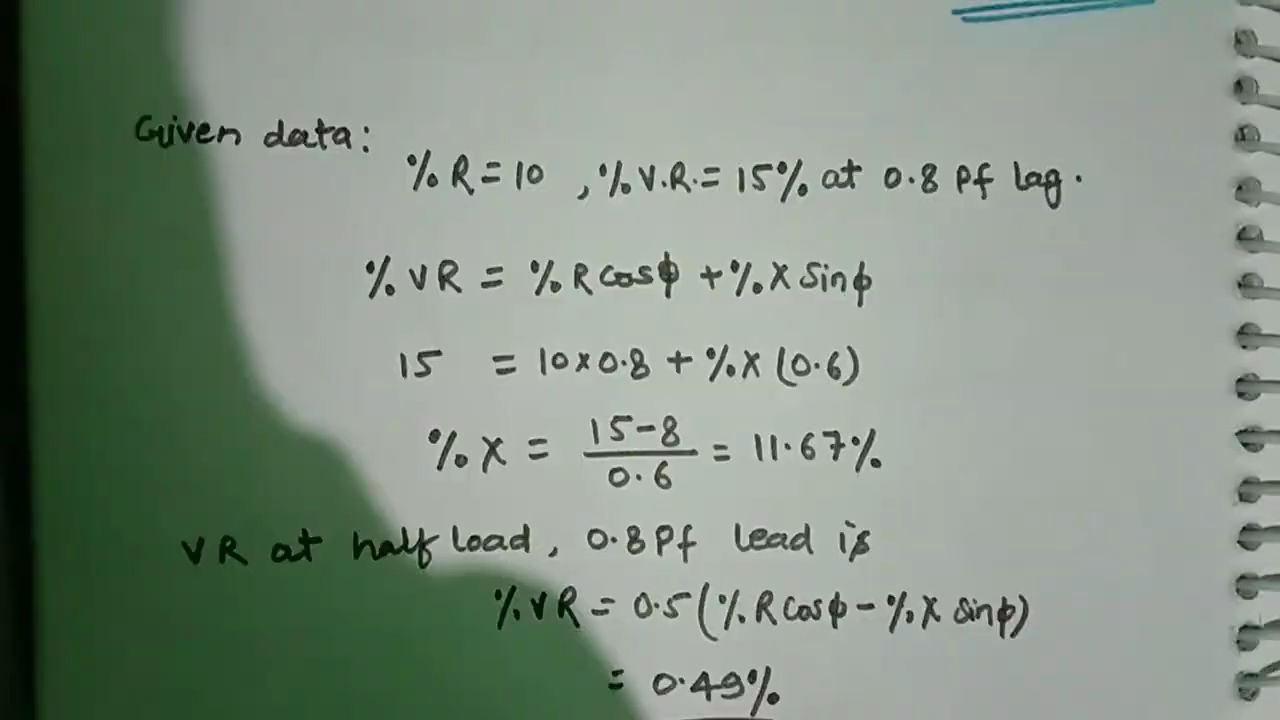 Given data:
% R = 10 , % V.R. = 15% at 0.8 Pf lag.
% VR = % R cosϕ + % X sinϕ
15 = 10 × 0.8 + % X (0.6)
% X = (15-8)/0.6 = 11.67%
VR at half load, 0.8 Pf lead is
% VR = 0.5 (% R cosϕ - % X sinϕ)
= 0.49%